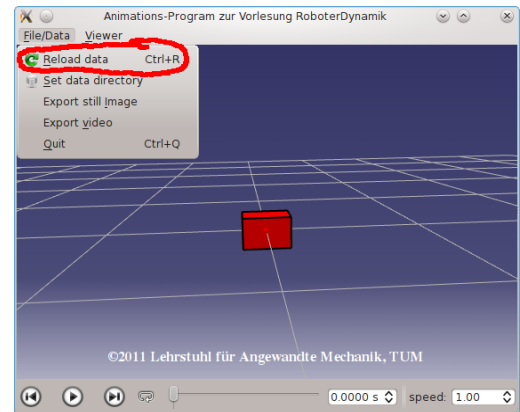 Animations-Program zur Vorlesung RoboterDynamik
File/Data Viewer
Reload data Ctrl+R
Set data directory
Export still Image
Export video
Quit Ctrl+Q
©2011 Lehrstuhl für Angewandte Mechanik, TUM
0.0000 s speed: 1.00